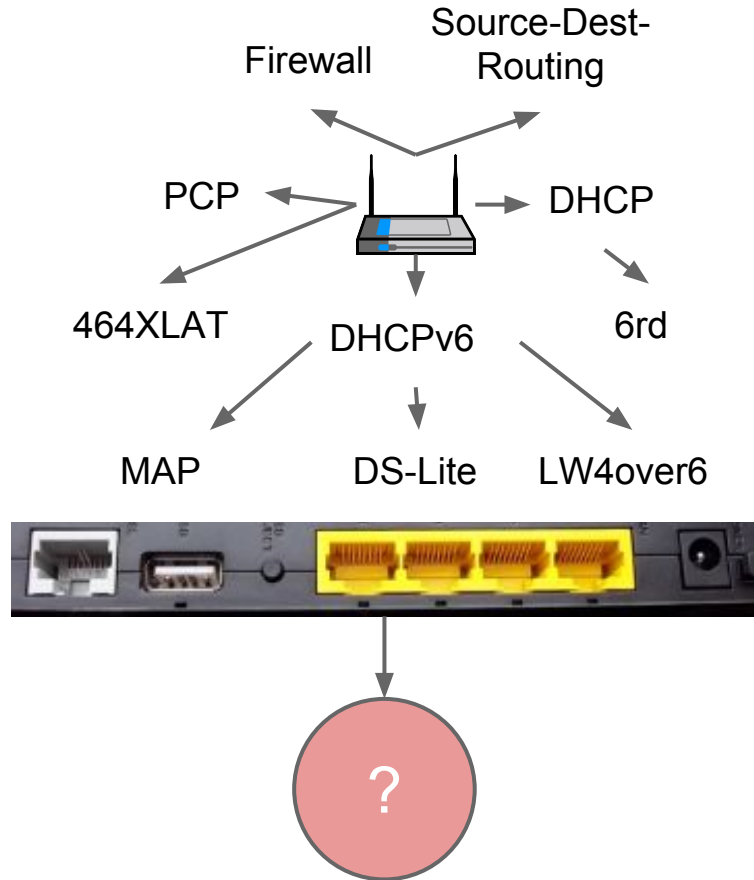 Source-Dest-
Firewall
Routing
PCP
DHCP
464XLAT
DHCPv6
6rd
MAP
DS-Lite
LW4over6
?